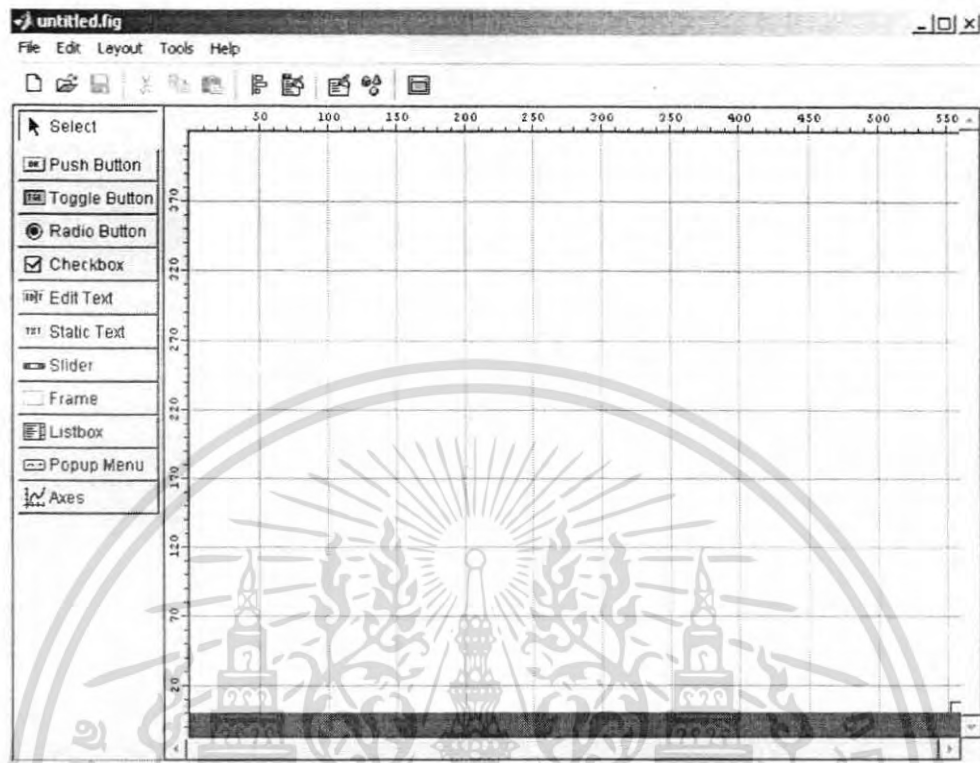 untitled.fig
File Edit Layout Tools Help
50 100 150 200 250 300 350 400 450 500 550
Select
Push Button
Toggle Button
Radio Button
Checkbox
Edit Text
TXT Static Text
Slider
Frame
Listbox
Popup Menu
Axes
370
320
270
220
170
120
70
20